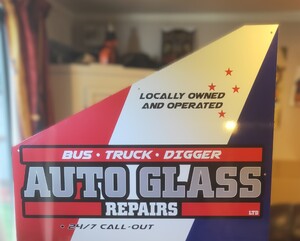 LOCALLY OWNED
AND OPERATED
BUS • TRUCK • DIGGER
AUTO GLASS
REPAIRS
LTD
• 24/7 CALL-OUT